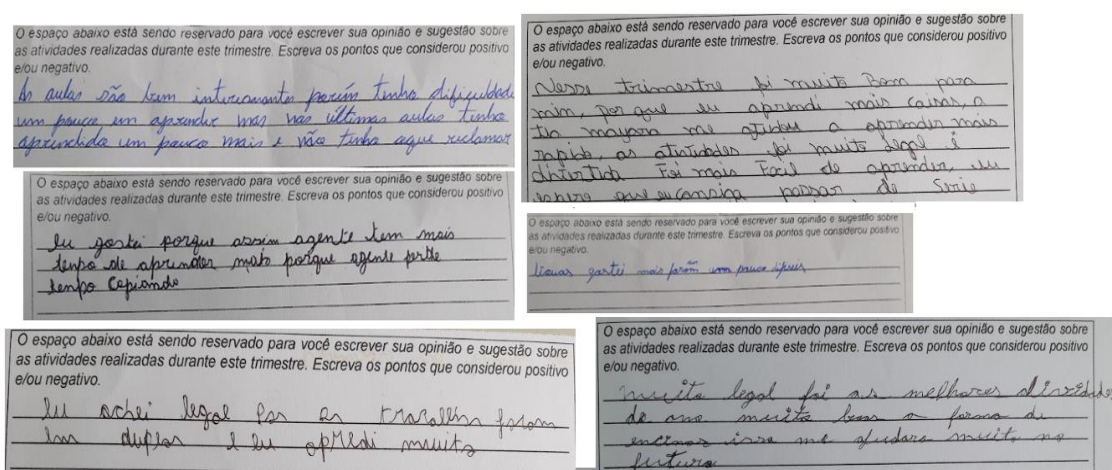 O espaço abaixo está sendo reservado para você escrever sua opinião e sugestão sobre
as atividades realizadas durante este trimestre. Escreva os pontos que considerou positivo
e/ou negativo.
As aulas são bem interesantes porém tenho dificuldade
um pouco em aprender mas nas últimas aulas tenho
aprendido um pouco mais e não tenho aque reclamar
O espaço abaixo está sendo reservado para você escrever sua opinião e sugestão sobre
as atividades realizadas durante este trimestre. Escreva os pontos que considerou positivo
e/ou negativo.
Nesse trimestre foi muito Bom para
mim, por que eu aprendi mais coisas, a
tia mayara me ajudou a aprender mais
rapido, as atividades foi muito legal e
divertida Foi mais Facil de aprender, eu
espero que eu consiga passar de Serie
O espaço abaixo está sendo reservado para você escrever sua opinião e sugestão sobre
as atividades realizadas durante este trimestre. Escreva os pontos que considerou positivo
e/ou negativo.
Eu gostei porque assim agente tem mais
tempo de aprender mato porque agente perde
tempo Copiando
O espaço abaixo está sendo reservado para você escrever sua opinião e sugestão sobre
as atividades realizadas durante este trimestre. Escreva os pontos que considerou positivo
e/ou negativo.
gostei mais porém um pouco dificeis
O espaço abaixo está sendo reservado para você escrever sua opinião e sugestão sobre
as atividades realizadas durante este trimestre. Escreva os pontos que considerou positivo
e/ou negativo.
Eu achei legal Pos os trabalhos foram
em duplas e eu apredi muito
O espaço abaixo está sendo reservado para você escrever sua opinião e sugestão sobre
as atividades realizadas durante este trimestre. Escreva os pontos que considerou positivo
e/ou negativo.
muito legal foi as melhores
do ano muito boas a forma de
encinar isso me ajudara muito no
futuro